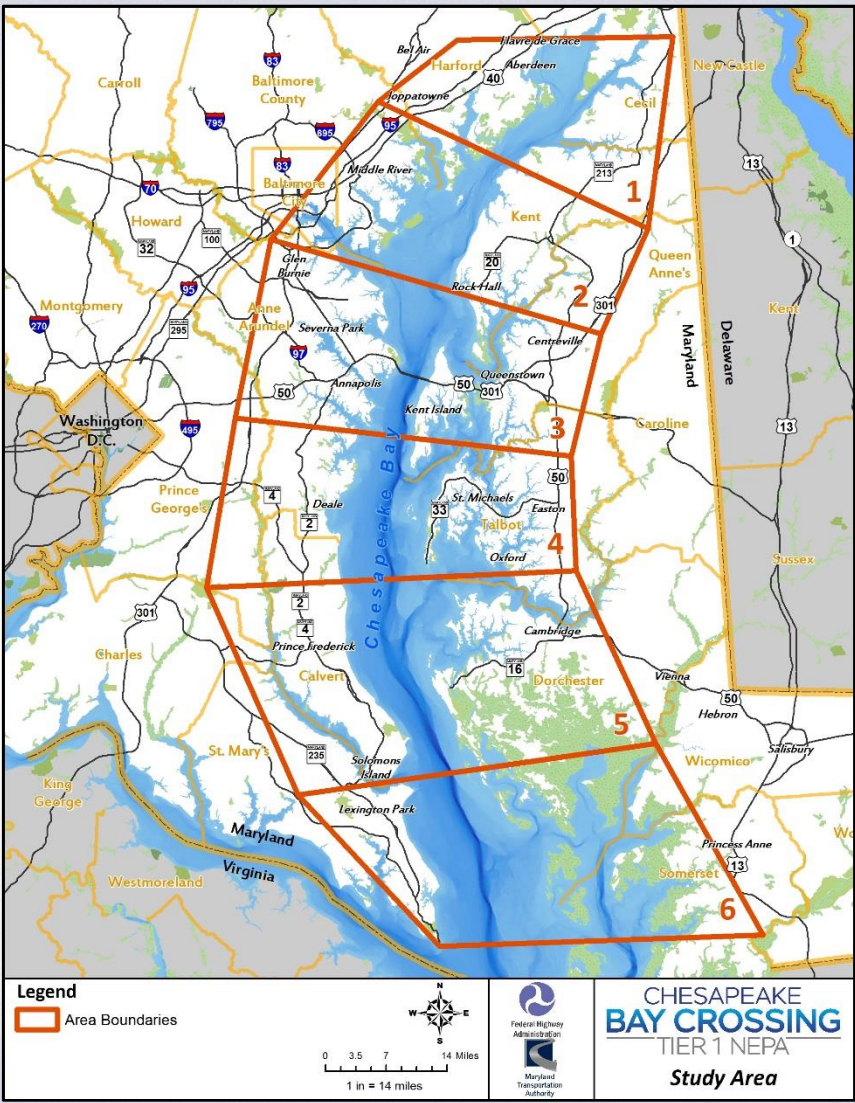 Bel Air
Havre de Grace
Harford
Aberdeen
40
New Castle
83
Carroll
Baltimore
County
Joppatowne
Cecil
795
695
95
13
83
Middle River
213
70
Baltimore
City
1
Howard
Kent
32
100
Queen
Anne's
1
Glen
Burnie
20
95
Rock Hall
2
301
Kent
Montgomery
Anne
Arundel
270
295
Severna Park
Centreville
Maryland
Delaware
97
Queenstown
50
Annapolis
50
301
Kent Island
Washington
D.C.
495
3
Caroline
13
Chesapeake Bay
50
Prince
George's
4
Deale
St. Michaels
2
33
Easton
Talbot
4
Oxford
Sussex
301
2
4
Cambridge
Prince Frederick
Charles
16
Calvert
Dorchester
Vienna
50
Hebron
5
St. Mary's
235
Solomons
Island
Wicomico
Salisbury
King
George
Lexington Park
Maryland
Virginia
Princess Anne
13
Somerset
Westmoreland
6
Legend
Area Boundaries
N
W
E
S
0 3.5 7 14 Miles
1 in = 14 miles
Federal Highway
Administration
Maryland
Transportation
Authority
CHESAPEAKE
BAY CROSSING
TIER 1 NEPA
Study Area